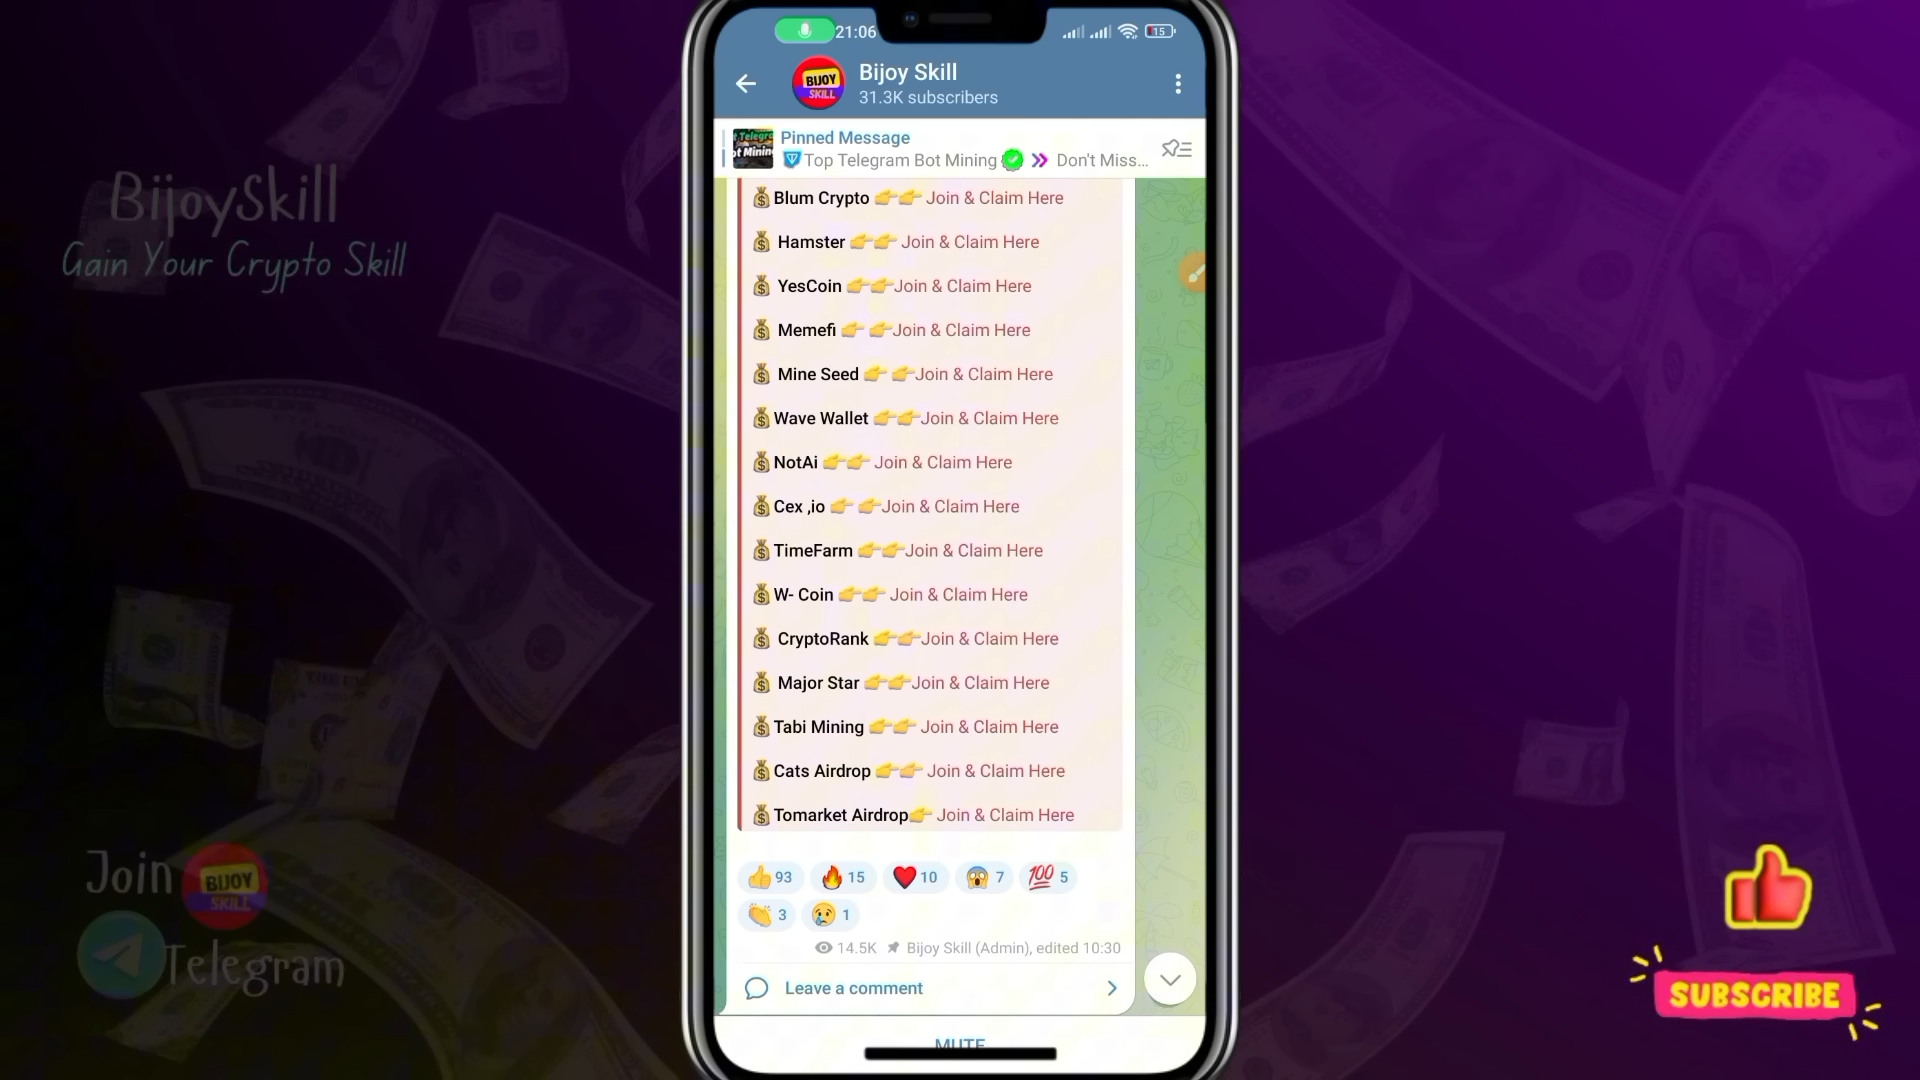 21:06
15
BIJOY
SKILL
Bijoy Skill
31.3K subscribers
Pinned Message
Top Telegram Bot Mining ✅ Don't Miss...
💰Blum Crypto 👉👉 Join & Claim Here
💰 Hamster 👉👉 Join & Claim Here
💰 YesCoin 👉👉Join & Claim Here
💰 Memefi 👉 👉Join & Claim Here
💰 Mine Seed 👉 👉Join & Claim Here
💰Wave Wallet 👉👉Join & Claim Here
💰NotAi 👉👉 Join & Claim Here
💰Cex ,io 👉 👉Join & Claim Here
💰TimeFarm 👉👉Join & Claim Here
💰W- Coin 👉👉 Join & Claim Here
💰 CryptoRank 👉👉Join & Claim Here
💰 Major Star 👉👉Join & Claim Here
💰Tabi Mining 👉👉 Join & Claim Here
💰Cats Airdrop 👉👉 Join & Claim Here
💰Tomarket Airdrop👉 Join & Claim Here
👍93 🔥15 ❤10 😱7 💯5
👏3 😢1
14.5K Bijoy Skill (Admin), edited 10:30
Leave a comment
MUTE
BijoySkill
Gain Your Crypto Skill
Join BIJOY
SKILL
Telegram
SUBSCRIBE